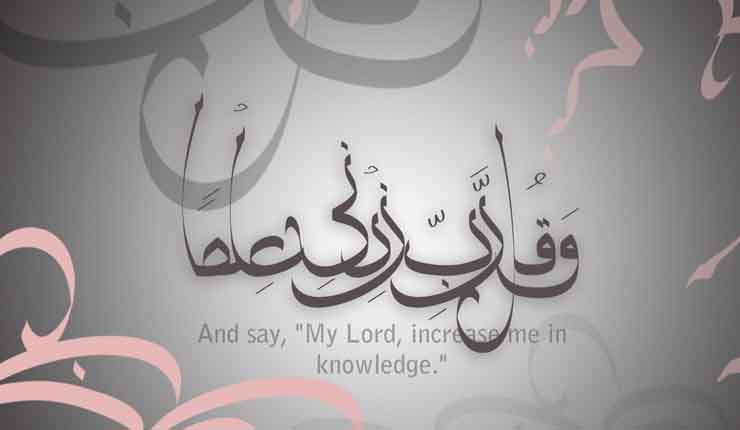 وَقُل رَّبِّ زِدْنِي عِلْمًا
And say, "My Lord, increase me in
knowledge."